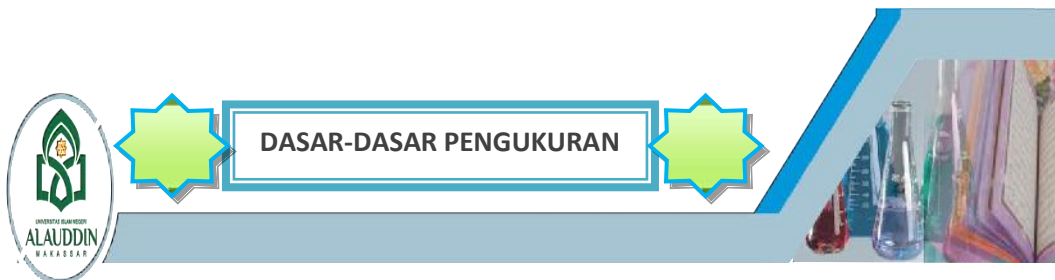 DASAR-DASAR PENGUKURAN
UNIVERSITAS ISLAM NEGERI
ALAUDDIN
MAKASSAR